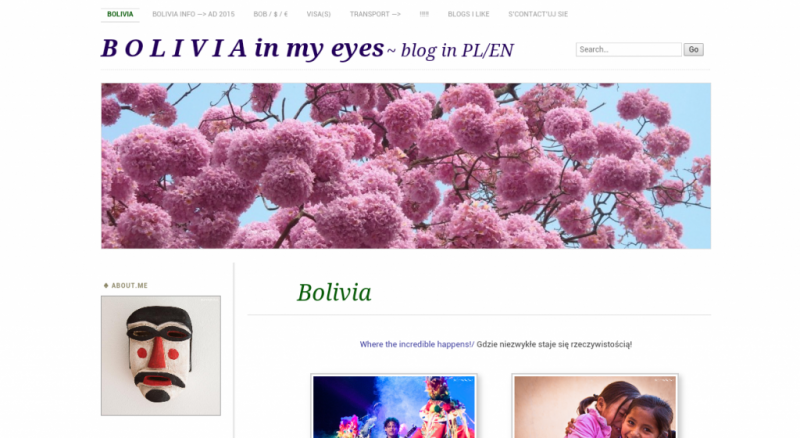 BOLIVIA BOLIVIA INFO ~> AD 2015 BOB / $ / € VISA(S) TRANSPORT ~> !!!!! BLOGS I LIKE S'CONTACT'UJ SIE
B O L I V I A in my eyes ~ blog in PL/EN
Search... Go
Bolivia
♦ ABOUT.ME
Where the incredible happens!/ Gdzie niezwykłe staje się rzeczywistością!